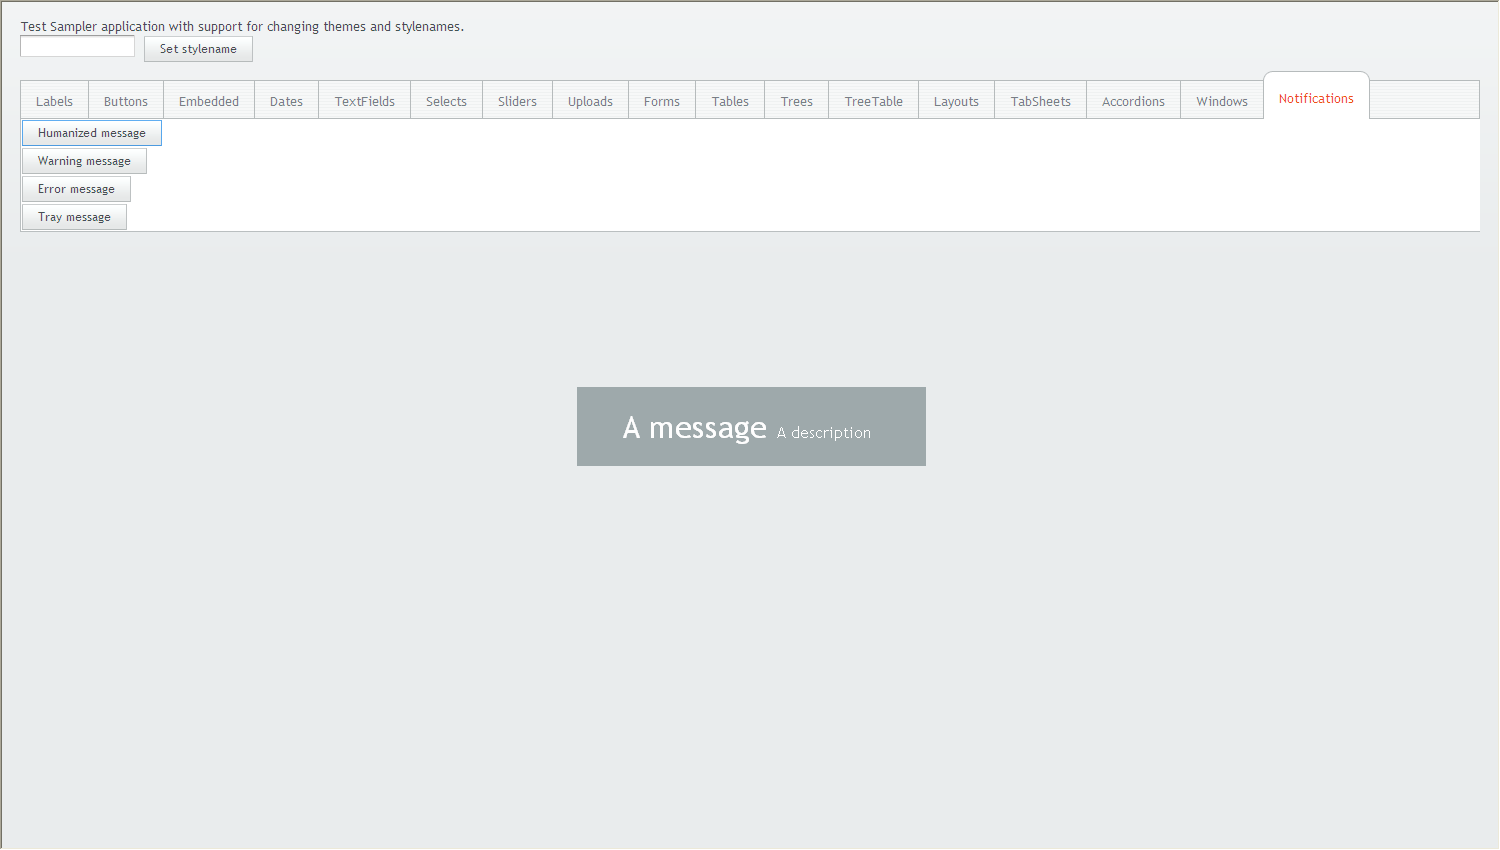 Test Sampler application with support for changing themes and stylenames.
Set stylename
Labels Buttons Embedded Dates TextFields Selects Sliders Uploads Forms Tables Trees TreeTable Layouts TabSheets Accordions Windows Notifications
Humanized message
Warning message
Error message
Tray message
A message A description